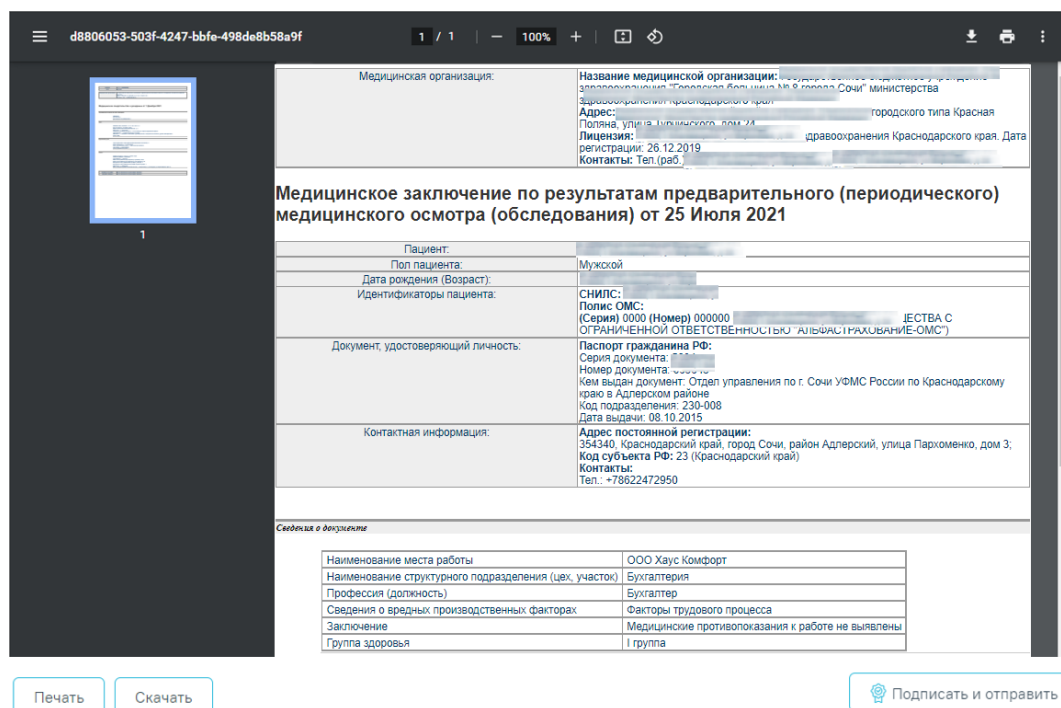 d8806053-503f-4247-bbfe-498de8b58a9f
1 / 1
100%
1
Медицинская организация:
Название медицинской организации:
здравоохранения "Городская больница № 8 города Сочи" министерства
здравоохранения Краснодарского края
Адрес: городского типа Красная
Поляна, улица Турчинского, дом 24
Лицензия: здравоохранения Краснодарского края. Дата
регистрации: 26.12.2019
Контакты: Тел.(раб.)
Медицинское заключение по результатам предварительного (периодического)
медицинского осмотра (обследования) от 25 Июля 2021
Пациент:
Пол пациента: Мужской
Дата рождения (Возраст):
Идентификаторы пациента:
СНИЛС:
Полис ОМС:
(Серия) 0000 (Номер) 000000 ЦЕСТВА С
ОГРАНИЧЕННОЙ ОТВЕТСТВЕННОСТЬЮ "АЛЬФАСТРАХОВАНИЕ-ОМС")
Документ, удостоверяющий личность:
Паспорт гражданина РФ:
Серия документа:
Номер документа:
Кем выдан документ: Отдел управления по г. Сочи УФМС России по Краснодарскому
краю в Адлерском районе
Код подразделения: 230-008
Дата выдачи: 08.10.2015
Контактная информация:
Адрес постоянной регистрации:
354340, Краснодарский край, город Сочи, район Адлерский, улица Пархоменко, дом 3;
Код субъекта РФ: 23 (Краснодарский край)
Контакты:
Тел.: +78622472950
Сведения о документе
Наименование места работы ООО Хаус Комфорт
Наименование структурного подразделения (цех, участок) Бухгалтерия
Профессия (должность) Бухгалтер
Сведения о вредных производственных факторах Факторы трудового процесса
Заключение Медицинские противопоказания к работе не выявлены
Группа здоровья I группа
Печать
Скачать
Подписать и отправить